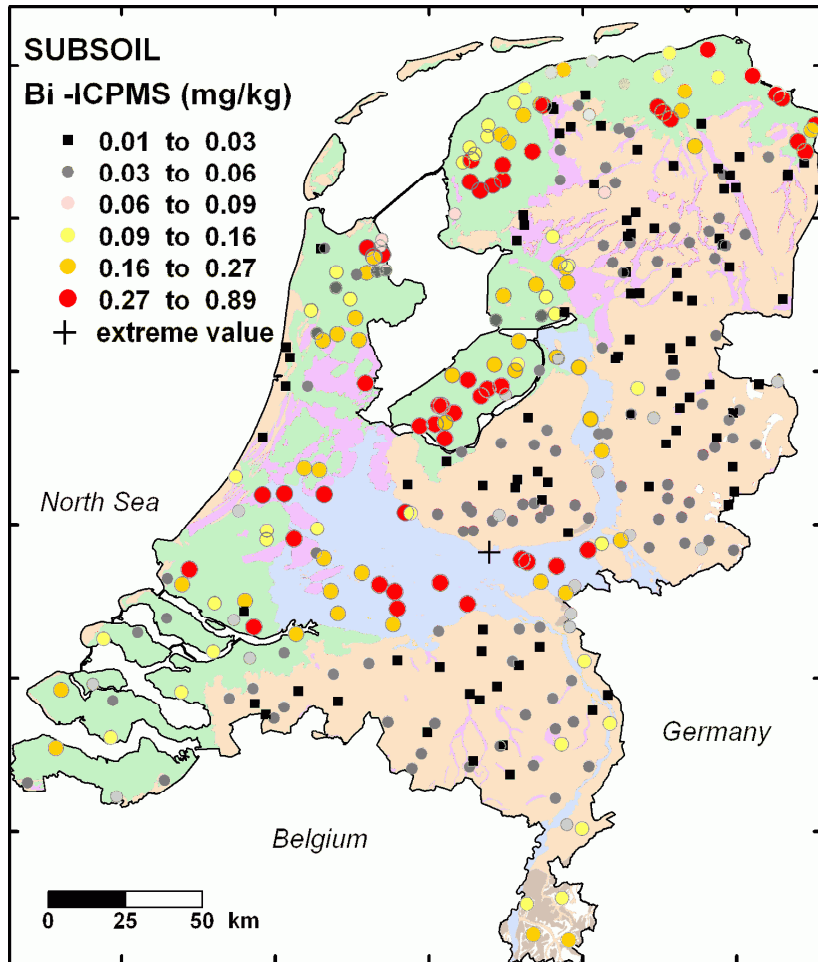 SUBSOIL
Bi -ICPMS (mg/kg)
0.01 to 0.03
0.03 to 0.06
0.06 to 0.09
0.09 to 0.16
0.16 to 0.27
0.27 to 0.89
extreme value
North Sea
Germany
Belgium
0 25 50 km